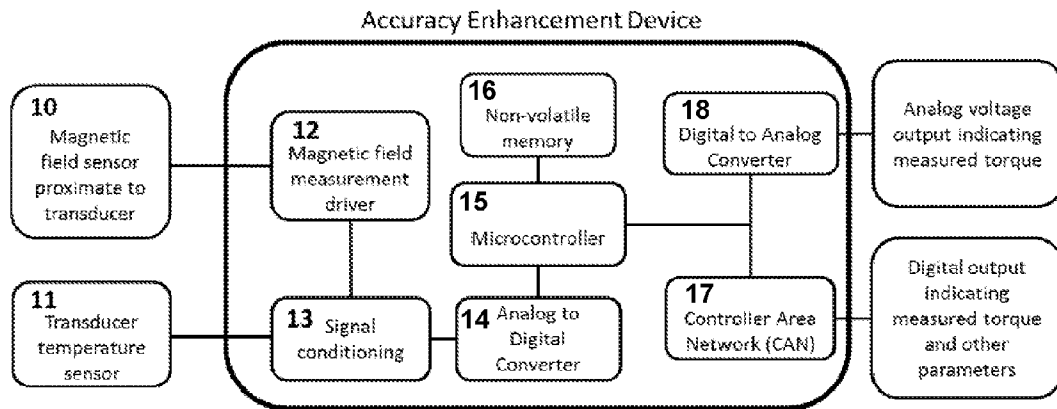 Accuracy Enhancement Device
10
Magnetic
field sensor
proximate to
transducer
11
Transducer
temperature
sensor
12
Magnetic field
measurement
driver
13 Signal
conditioning
14 Analog to
Digital
Converter
15
Microcontroller
16
Non-volatile
memory
17
Controller Area
Network (CAN)
18
Digital to Analog
Converter
Analog voltage
output indicating
measured torque
Digital output
indicating
measured torque
and other
parameters